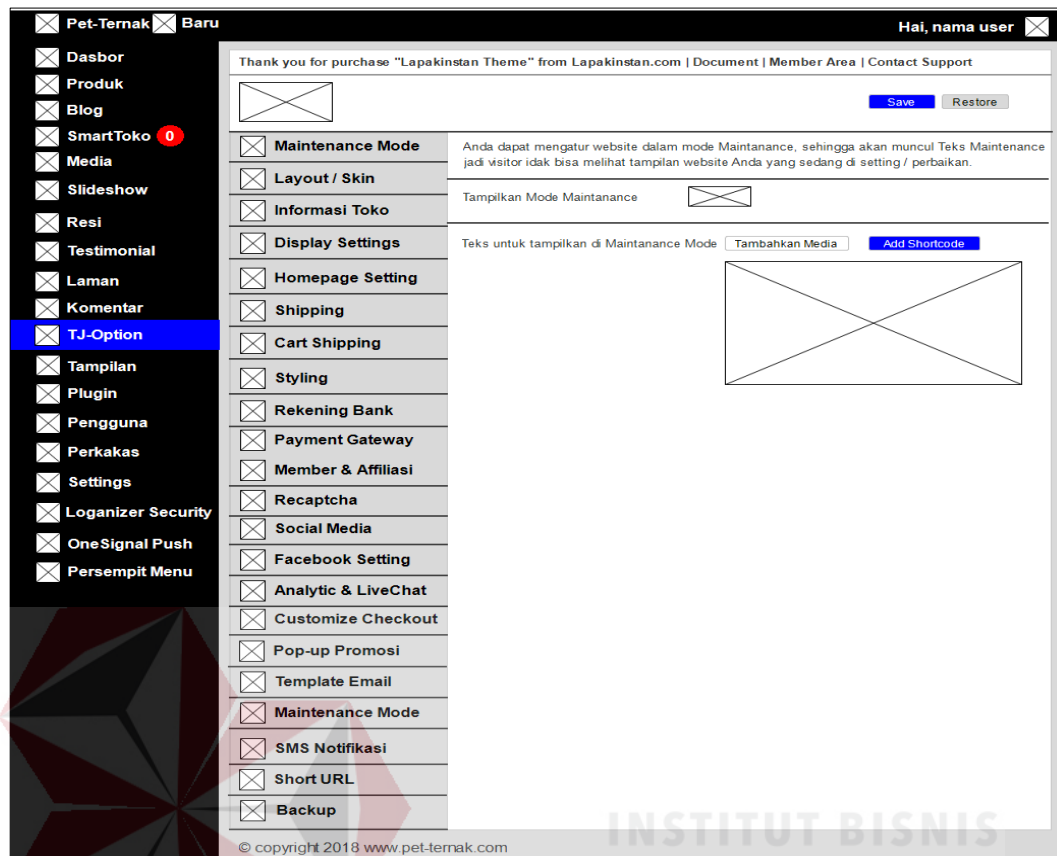 Pet-Ternak Baru
Hai, nama user
Dasbor
Produk
Blog
SmartToko 0
Media
Slideshow
Resi
Testimonial
Laman
Komentar
TJ-Option
Tampilan
Plugin
Pengguna
Perkakas
Settings
Loganizer Security
OneSignal Push
Persempit Menu
Thank you for purchase "Lapakinstan Theme" from Lapakinstan.com | Document | Member Area | Contact Support
Save Restore
Maintenance Mode
Layout / Skin
Informasi Toko
Display Settings
Homepage Setting
Shipping
Cart Shipping
Styling
Rekening Bank
Payment Gateway
Member & Affiliasi
Recaptcha
Social Media
Facebook Setting
Analytic & LiveChat
Customize Checkout
Pop-up Promosi
Template Email
Maintenance Mode
SMS Notifikasi
Short URL
Backup
Anda dapat mengatur website dalam mode Maintanance, sehingga akan muncul Teks Maintenance
jadi visitor idak bisa melihat tampilan website Anda yang sedang di setting / perbaikan.
Tampilkan Mode Maintanance
Teks untuk tampilkan di Maintanance Mode Tambahkan Media Add Shortcode
© copyright 2018 www.pet-ternak.com
INSTITUT BISNIS